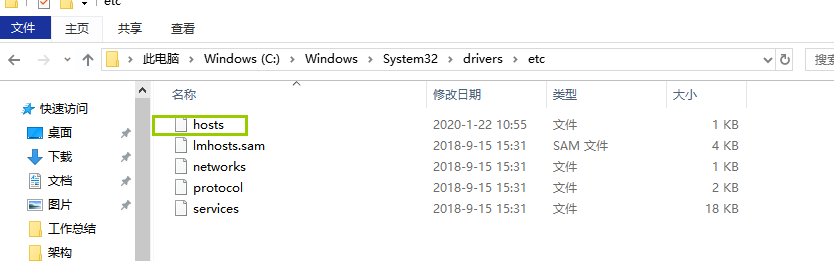 etc
文件 主页 共享 查看
此电脑 Windows (C:) Windows System32 drivers etc
名称 修改日期 类型 大小
快速访问
桌面
下载
文档
图片
工作总结
架构
hosts 2020-1-22 10:55 文件 1 KB
lmhosts.sam 2018-9-15 15:31 SAM 文件 4 KB
networks 2018-9-15 15:31 文件 1 KB
protocol 2018-9-15 15:31 文件 2 KB
services 2018-9-15 15:31 文件 18 KB